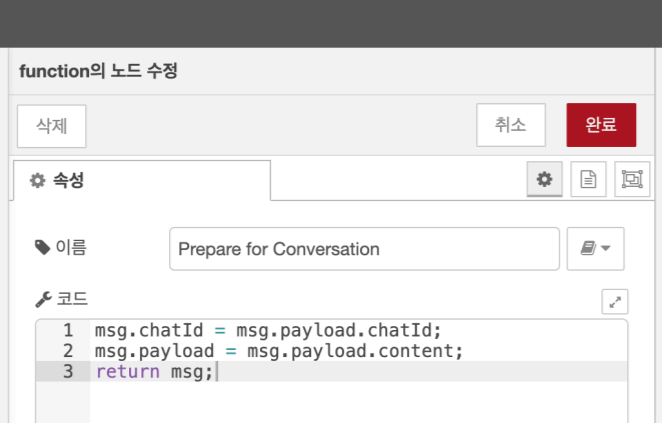 function의 노드 수정
삭제
취소
완료
속성
이름
Prepare for Conversation
코드
1 msg.chatId = msg.payload.chatId;
2 msg.payload = msg.payload.content;
3 return msg;